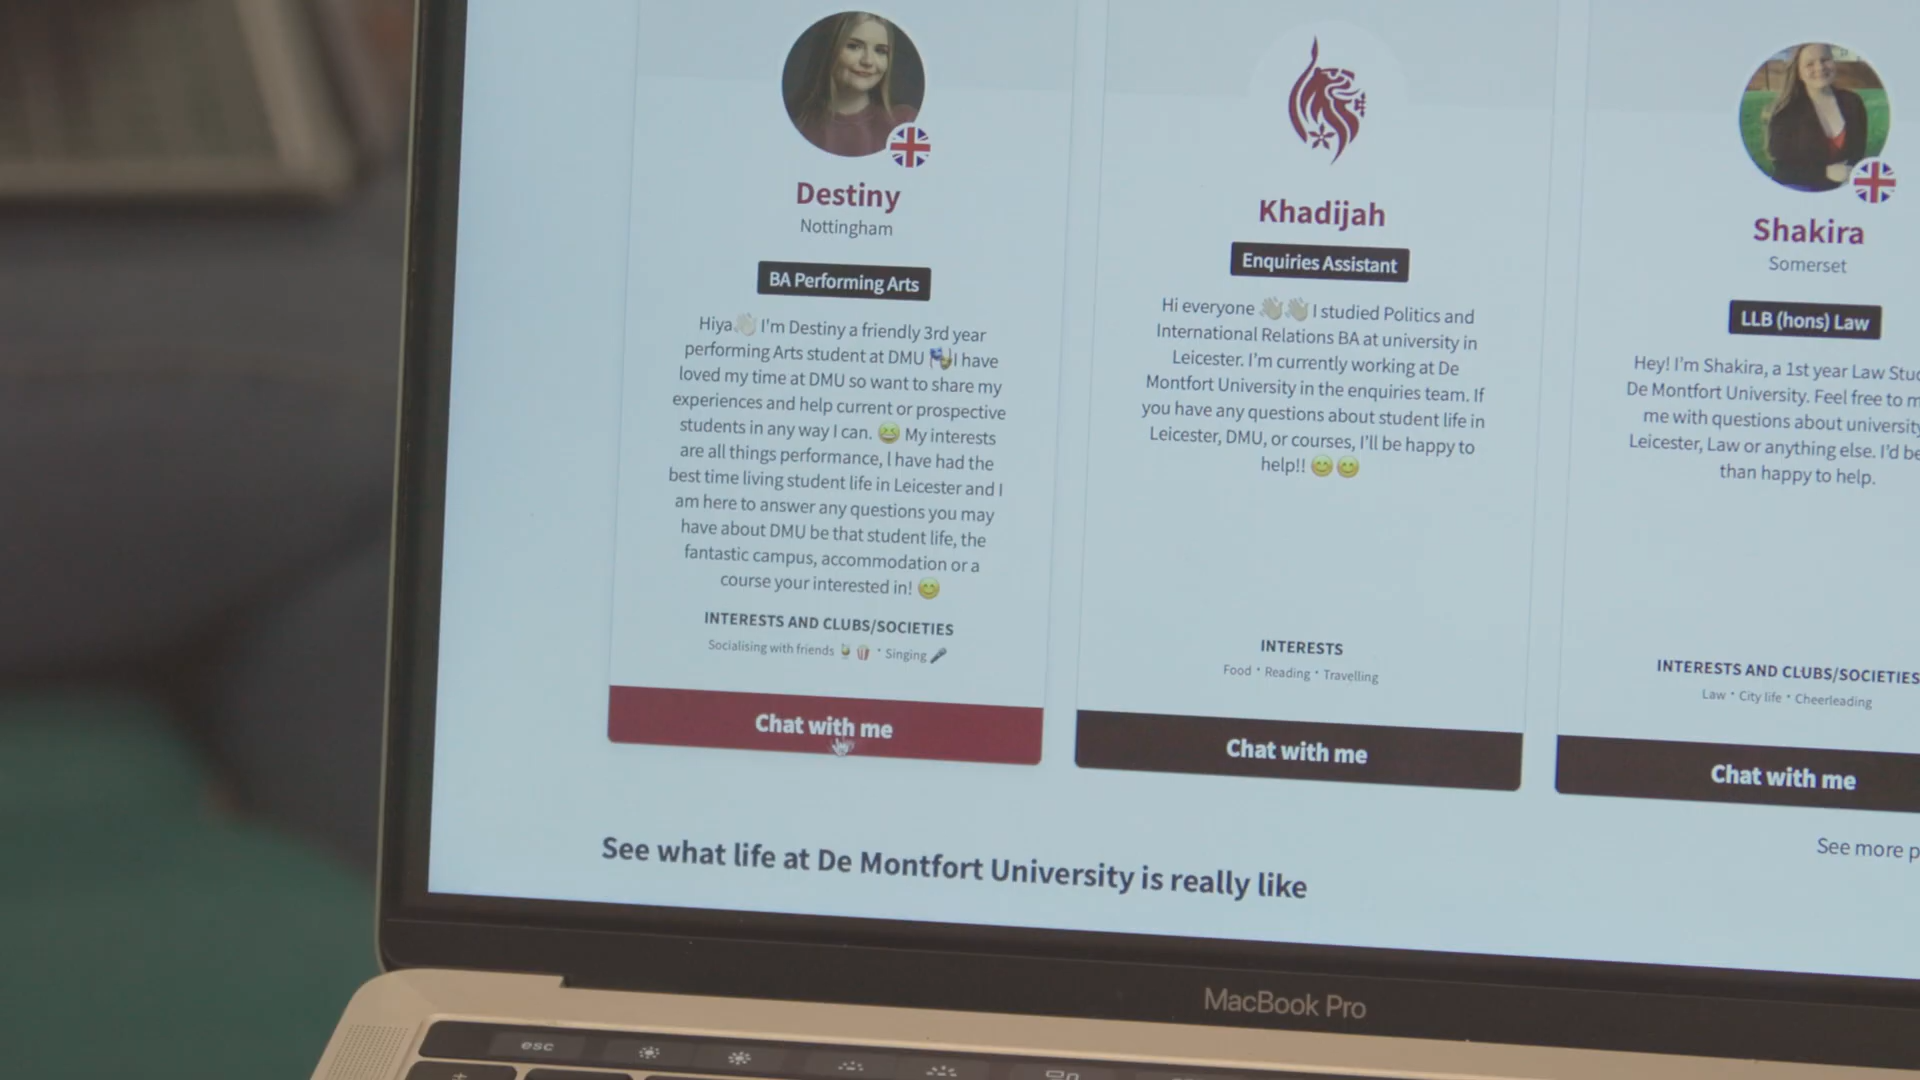 Destiny
Nottingham
BA Performing Arts
Hiya👋 I'm Destiny a friendly 3rd year
performing Arts student at DMU 🎭I have
loved my time at DMU so want to share my
experiences and help current or prospective
students in any way I can. 😆 My interests
are all things performance, I have had the
best time living student life in Leicester and I
am here to answer any questions you may
have about DMU be that student life, the
fantastic campus, accommodation or a
course your interested in! 😊
INTERESTS AND CLUBS/SOCIETIES
Socialising with friends 🍹 🍿 · Singing 🎤
Chat with me
Khadijah
Enquiries Assistant
Hi everyone 👋👋 I studied Politics and
International Relations BA at university in
Leicester. I'm currently working at De
Montfort University in the enquiries team. If
you have any questions about student life in
Leicester, DMU, or courses, I'll be happy to
help!! 😊😊
INTERESTS
Food · Reading · Travelling
Chat with me
Shakira
Somerset
LLB (hons) Law
Hey! I'm Shakira, a 1st year Law
De Montfort University. Feel free to
me with questions about university
Leicester, Law or anything else. I'd be
than happy to help.
INTERESTS AND CLUBS/SOCIETIES
Law · City life · Cheerleading
Chat with me
See more
See what life at De Montfort University is really like
MacBook Pro
esc